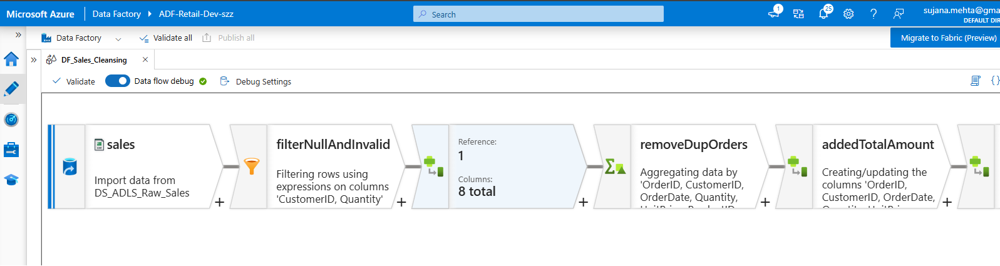 Microsoft Azure Data Factory ADF-Retail-Dev-szz Search 1 25 sujana.mehta@gma
DEFAULT DIR
Data Factory Validate all Publish all Migrate to Fabric (Preview)
DF_Sales_Cleansing
Validate Data flow debug Debug Settings
sales
Import data from
DS_ADLS_Raw_Sales
filterNullAndInvalid
Filtering rows using
expressions on columns
'CustomerID, Quantity'
Reference:
1
Columns:
8 total
removeDupOrders
Aggregating data by
'OrderID, CustomerID,
OrderDate, Quantity,
addedTotalAmount
Creating/updating the
columns 'OrderID,
CustomerID, OrderDate,